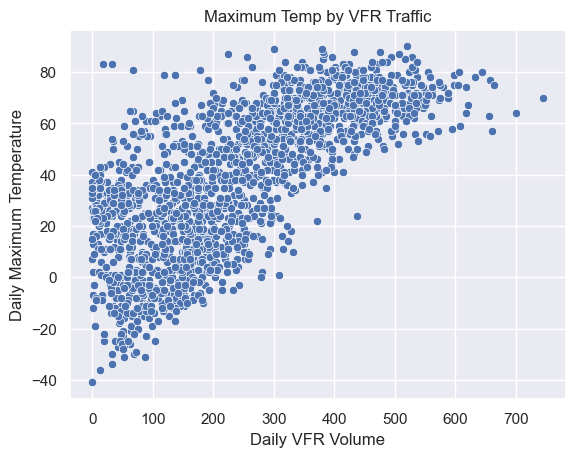 Maximum Temp by VFR Traffic
Daily Maximum Temperature
80
60
40
20
0
−20
−40
0 100 200 300 400 500 600 700
Daily VFR Volume